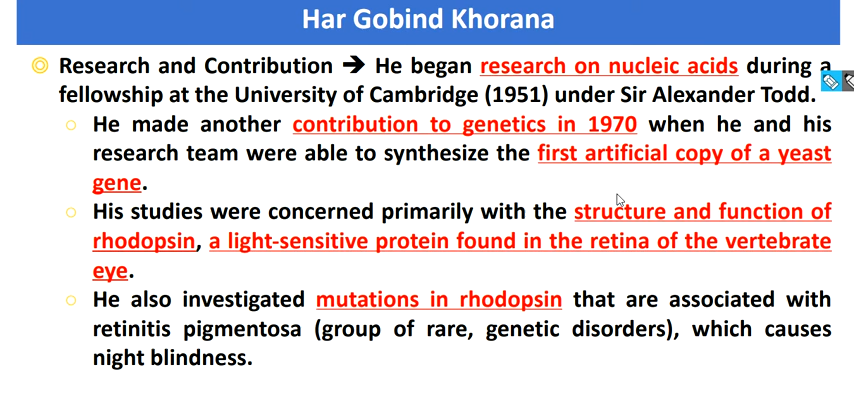 Har Gobind Khorana
Research and Contribution ➔ He began research on nucleic acids during a
fellowship at the University of Cambridge (1951) under Sir Alexander Todd.
He made another contribution to genetics in 1970 when he and his
research team were able to synthesize the first artificial copy of a yeast
gene.
His studies were concerned primarily with the structure and function of
rhodopsin, a light-sensitive protein found in the retina of the vertebrate
eye.
He also investigated mutations in rhodopsin that are associated with
retinitis pigmentosa (group of rare, genetic disorders), which causes
night blindness.